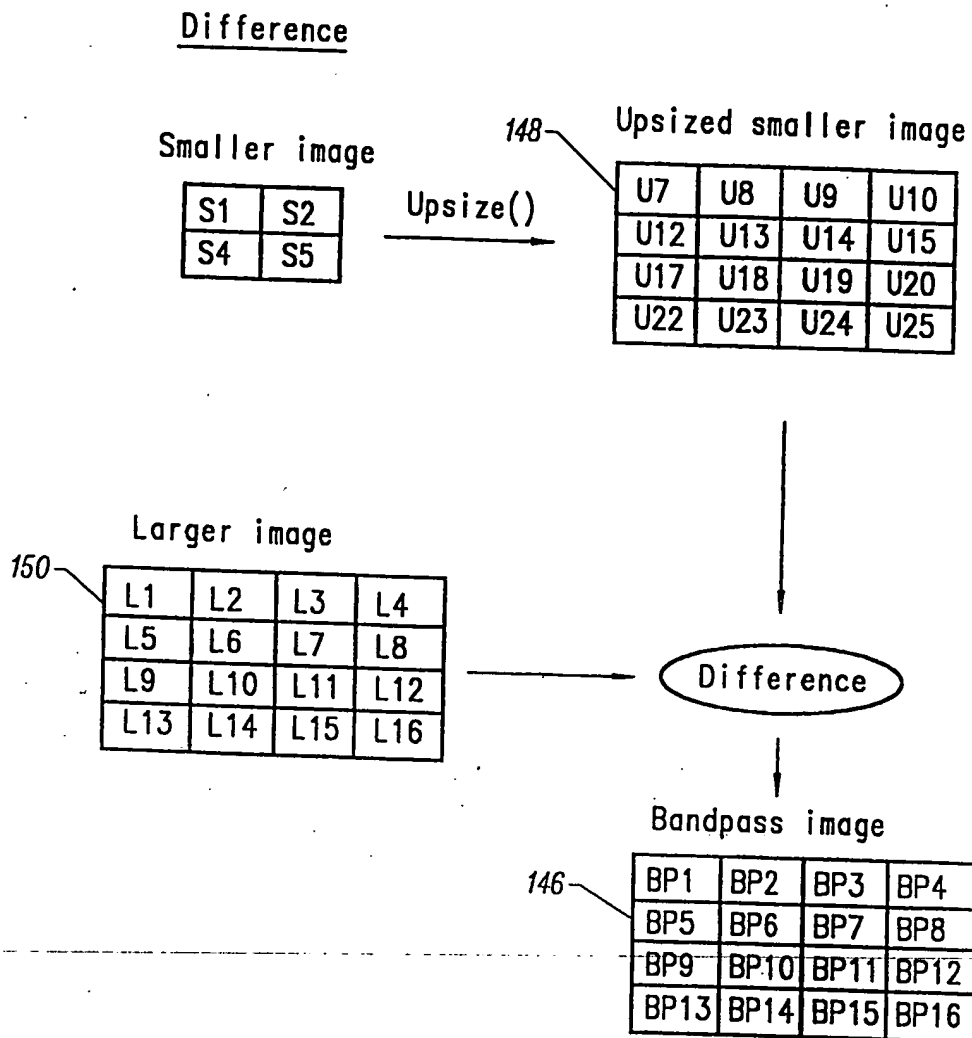 Difference
Smaller image
S1 S2
S4 S5
Upsize()
148
Upsized smaller image
U7 U8 U9 U10
U12 U13 U14 U15
U17 U18 U19 U20
U22 U23 U24 U25
Larger image
150
L1 L2 L3 L4
L5 L6 L7 L8
L9 L10 L11 L12
L13 L14 L15 L16
Difference
Bandpass image
146
BP1 BP2 BP3 BP4
BP5 BP6 BP7 BP8
BP9 BP10 BP11 BP12
BP13 BP14 BP15 BP16